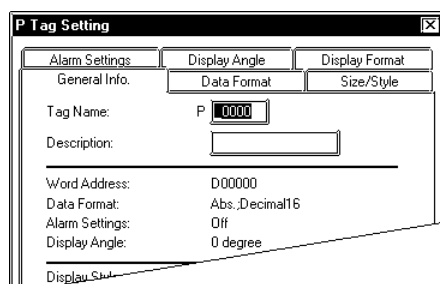 P Tag Setting
Alarm Settings Display Angle Display Format
General Info. Data Format Size/Style
Tag Name: P 0000
Description:
Word Address: D00000
Data Format: Abs.;Decimal16
Alarm Settings: Off
Display Angle: 0 degree
Display